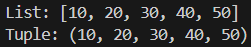 List: [10, 20, 30, 40, 50]
Tuple: (10, 20, 30, 40, 50)